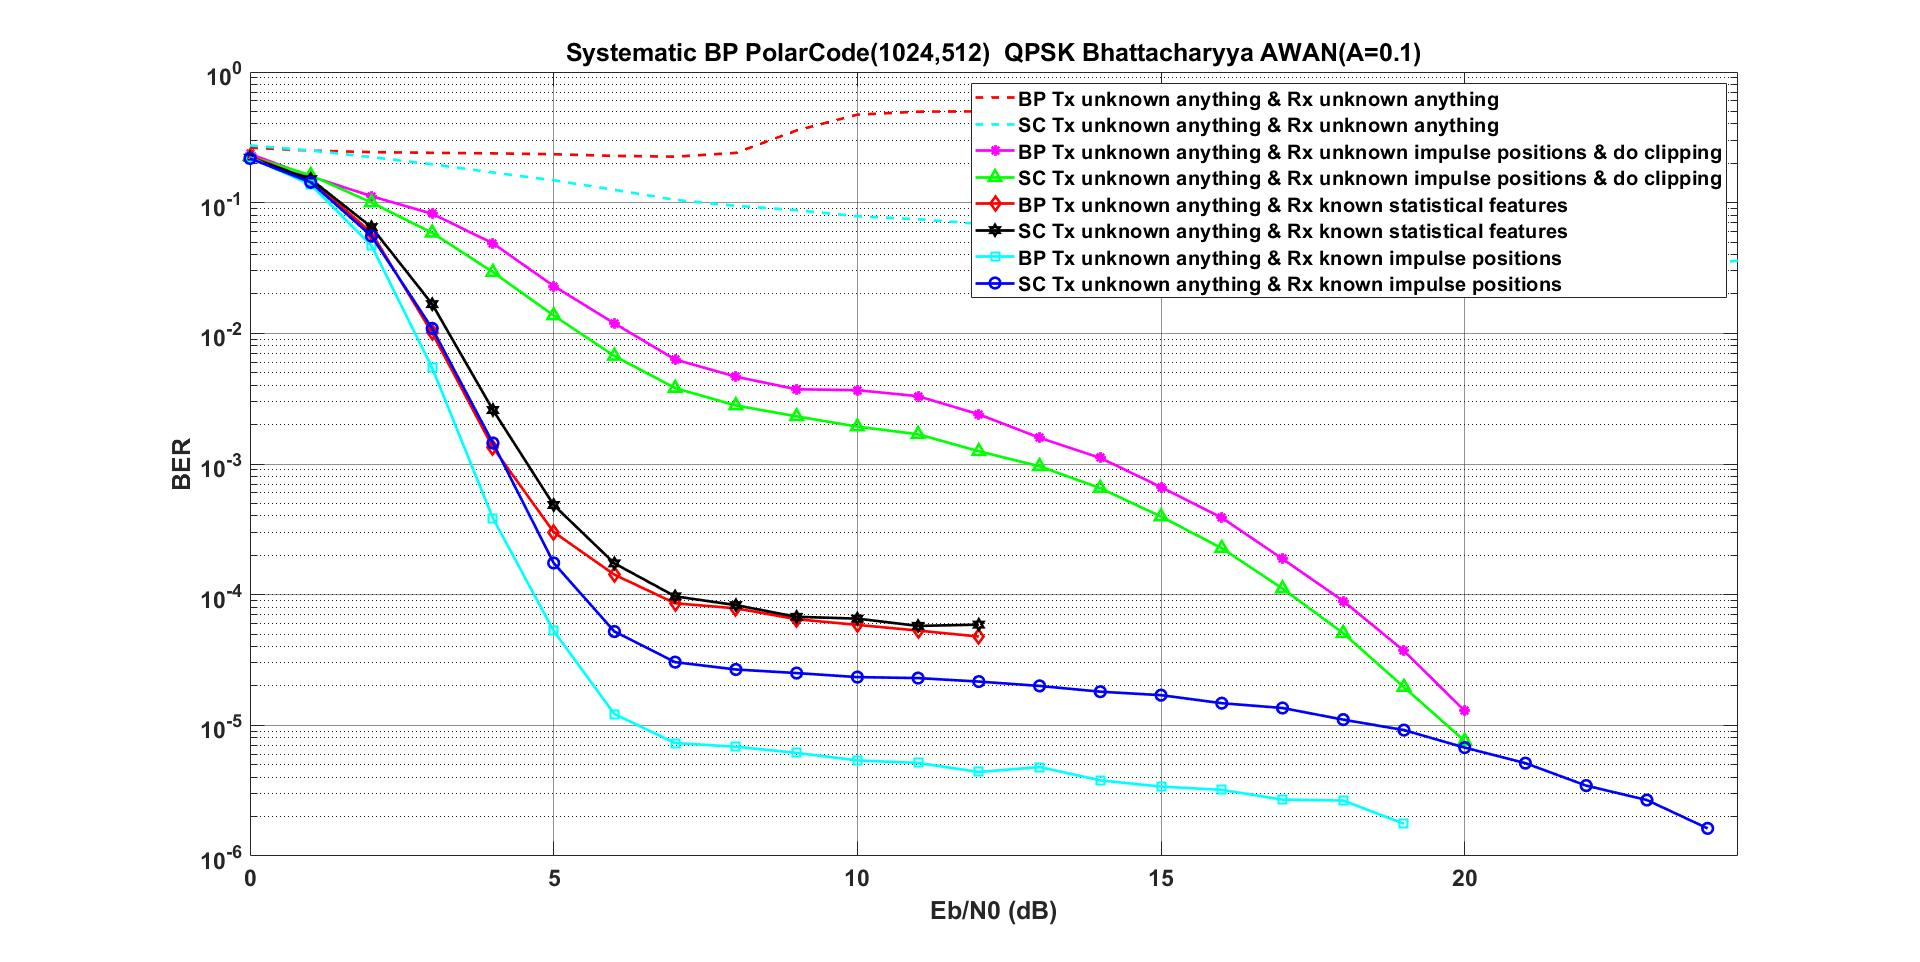 Systematic BP PolarCode(1024,512)  QPSK Bhattacharyya AWAN(A=0.1)
10^0
10^-1
10^-2
10^-3
10^-4
10^-5
10^-6
BER
BP Tx unknown anything & Rx unknown anything
SC Tx unknown anything & Rx unknown anything
BP Tx unknown anything & Rx unknown impulse positions & do clipping
SC Tx unknown anything & Rx unknown impulse positions & do clipping
BP Tx unknown anything & Rx known statistical features
SC Tx unknown anything & Rx known statistical features
BP Tx unknown anything & Rx known impulse positions
SC Tx unknown anything & Rx known impulse positions
0 5 10 15 20
Eb/N0 (dB)